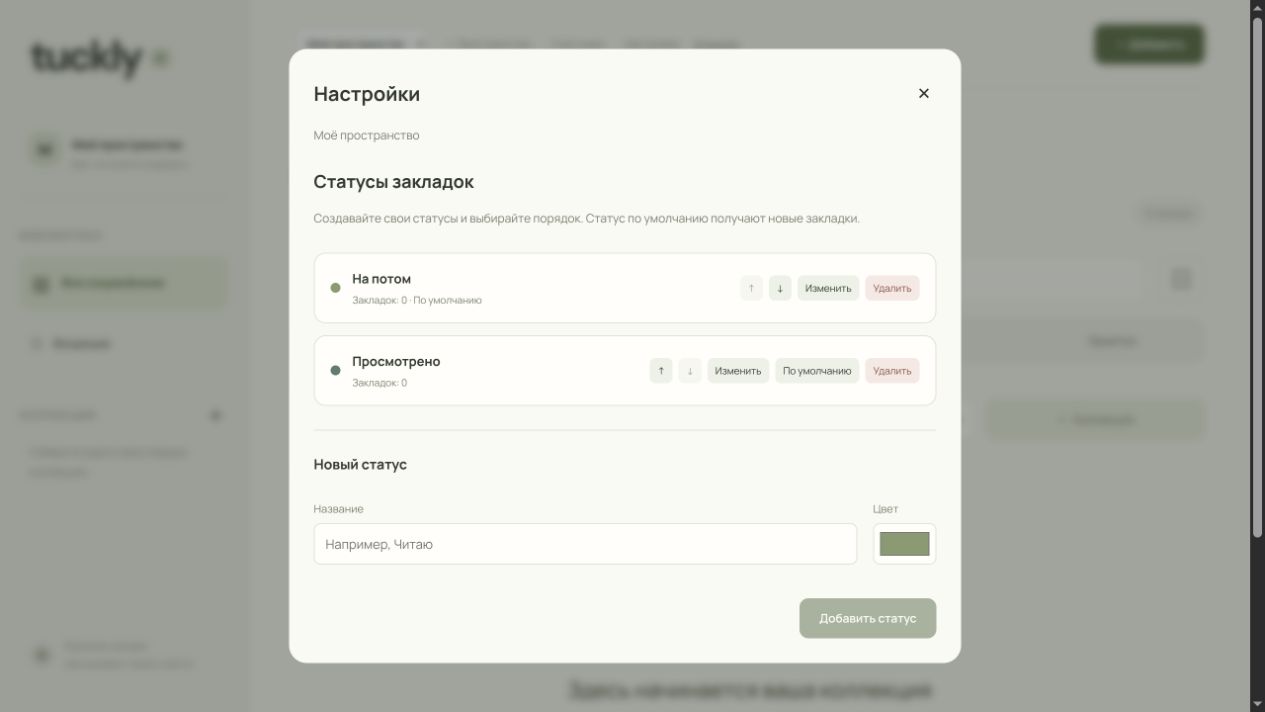 tuckly
Настройки
Моё пространство
Статусы закладок
Создавайте свои статусы и выбирайте порядок. Статус по умолчанию получают новые закладки.
На потом
Закладок: 0 · По умолчанию
↑ ↓ Изменить Удалить
Просмотрено
Закладок: 0
↑ ↓ Изменить По умолчанию Удалить
Новый статус
Название
Цвет
Например, Читаю
Добавить статус
Здесь начинается ваша коллекция